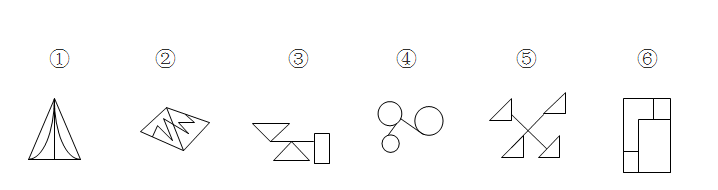 ① ② ③ ④ ⑤ ⑥